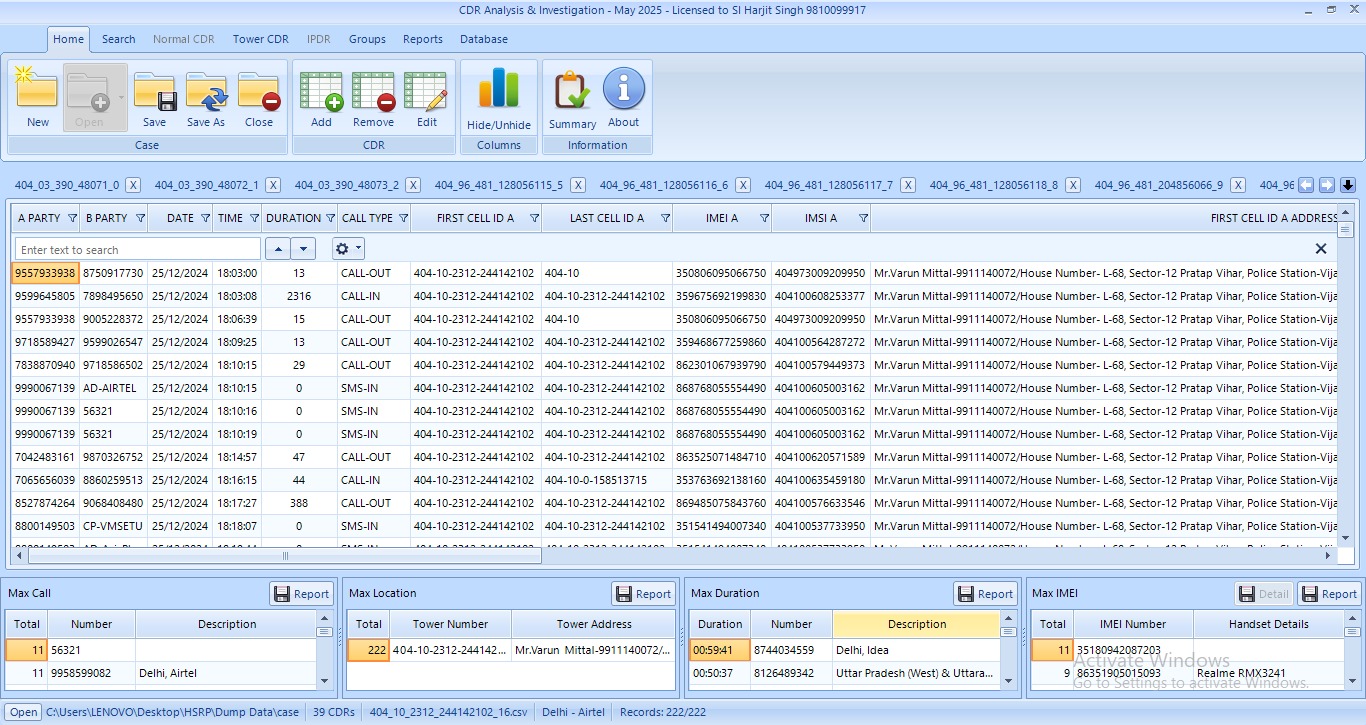 CDR Analysis & Investigation - May 2025 - Licensed to SI Harjit Singh 9810099917
Home Search Normal CDR Tower CDR IPDR Groups Reports Database
New Open Save Save As Close Add Remove Edit Hide/Unhide Summary About
Case CDR Columns Information
404_03_390_48071_0 X 404_03_390_48072_1 X 404_03_390_48073_2 X 404_96_481_128056115_5 X 404_96_481_128056116_6 X 404_96_481_128056117_7 X 404_96_481_128056118_8 X 404_96_481_204856066_9 X 404_96
A PARTY B PARTY DATE TIME DURATION CALL TYPE FIRST CELL ID A LAST CELL ID A IMEI A IMSI A FIRST CELL ID A ADDRESS
Enter text to search
9557933938 8750917730 25/12/2024 18:03:00 13 CALL-OUT 404-10-2312-244142102 404-10 350806095066750 404973009209950 Mr.Varun Mittal-9911140072/House Number- L-68, Sector-12 Pratap Vihar, Police Station-Vija
9599645805 7898495650 25/12/2024 18:03:08 2316 CALL-IN 404-10-2312-244142102 404-10-2312-244142102 359675692199830 404100608253377 Mr.Varun Mittal-9911140072/House Number- L-68, Sector-12 Pratap Vihar, Police Station-Vija
9557933938 9005228372 25/12/2024 18:06:39 15 CALL-OUT 404-10-2312-244142102 404-10 350806095066750 404973009209950 Mr.Varun Mittal-9911140072/House Number- L-68, Sector-12 Pratap Vihar, Police Station-Vija
9718589427 9599026547 25/12/2024 18:09:25 13 CALL-OUT 404-10-2312-244142102 404-10-2312-244142102 359468677259860 404100564287272 Mr.Varun Mittal-9911140072/House Number- L-68, Sector-12 Pratap Vihar, Police Station-Vija
7838870940 9718586502 25/12/2024 18:10:15 29 CALL-OUT 404-10-2312-244142102 404-10-2312-244142102 862301067939790 404100579449373 Mr.Varun Mittal-9911140072/House Number- L-68, Sector-12 Pratap Vihar, Police Station-Vija
9990067139 AD-AIRTEL 25/12/2024 18:10:15 0 SMS-IN 404-10-2312-244142102 404-10-2312-244142102 868768055554490 404100605003162 Mr.Varun Mittal-9911140072/House Number- L-68, Sector-12 Pratap Vihar, Police Station-Vija
9990067139 56321 25/12/2024 18:10:16 0 SMS-IN 404-10-2312-244142102 404-10-2312-244142102 868768055554490 404100605003162 Mr.Varun Mittal-9911140072/House Number- L-68, Sector-12 Pratap Vihar, Police Station-Vija
9990067139 56321 25/12/2024 18:10:19 0 SMS-IN 404-10-2312-244142102 404-10-2312-244142102 868768055554490 404100605003162 Mr.Varun Mittal-9911140072/House Number- L-68, Sector-12 Pratap Vihar, Police Station-Vija
7042483161 9870326752 25/12/2024 18:14:57 47 CALL-OUT 404-10-2312-244142102 404-10-2312-244142102 863525071484710 404100620571589 Mr.Varun Mittal-9911140072/House Number- L-68, Sector-12 Pratap Vihar, Police Station-Vija
7065656039 8860259513 25/12/2024 18:16:15 44 CALL-IN 404-10-2312-244142102 404-10-0-158513715 353763692138160 404100635459180 Mr.Varun Mittal-9911140072/House Number- L-68, Sector-12 Pratap Vihar, Police Station-Vija
8527874264 9068408480 25/12/2024 18:17:27 388 CALL-OUT 404-10-2312-244142102 404-10-2312-244142102 869485075843760 404100576633546 Mr.Varun Mittal-9911140072/House Number- L-68, Sector-12 Pratap Vihar, Police Station-Vija
8800149503 CP-VMSETU 25/12/2024 18:18:07 0 SMS-IN 404-10-2312-244142102 404-10-2312-244142102 351541494007340 404100537733950 Mr.Varun Mittal-9911140072/House Number- L-68, Sector-12 Pratap Vihar, Police Station-Vija
Max Call Report Max Location Report Max Duration Report Max IMEI Detail Report
Total Number Description Total Tower Number Tower Address Duration Number Description Total IMEI Number Handset Details
11 56321 222 404-10-2312-244142... Mr.Varun Mittal-9911140072/... 00:59:41 8744034559 Delhi, Idea 11 35180942087203
11 9958599082 Delhi, Airtel 00:50:37 8126489342 Uttar Pradesh (West) & Uttara... 9 86351905015093 Realme RMX3241
Activate Windows
Go to Settings to activate Windows.
Open C:\Users\LENOVO\Desktop\HSRP\Dump Data\case 39 CDRs 404_10_2312_244142102_16.csv Delhi - Airtel Records: 222/222